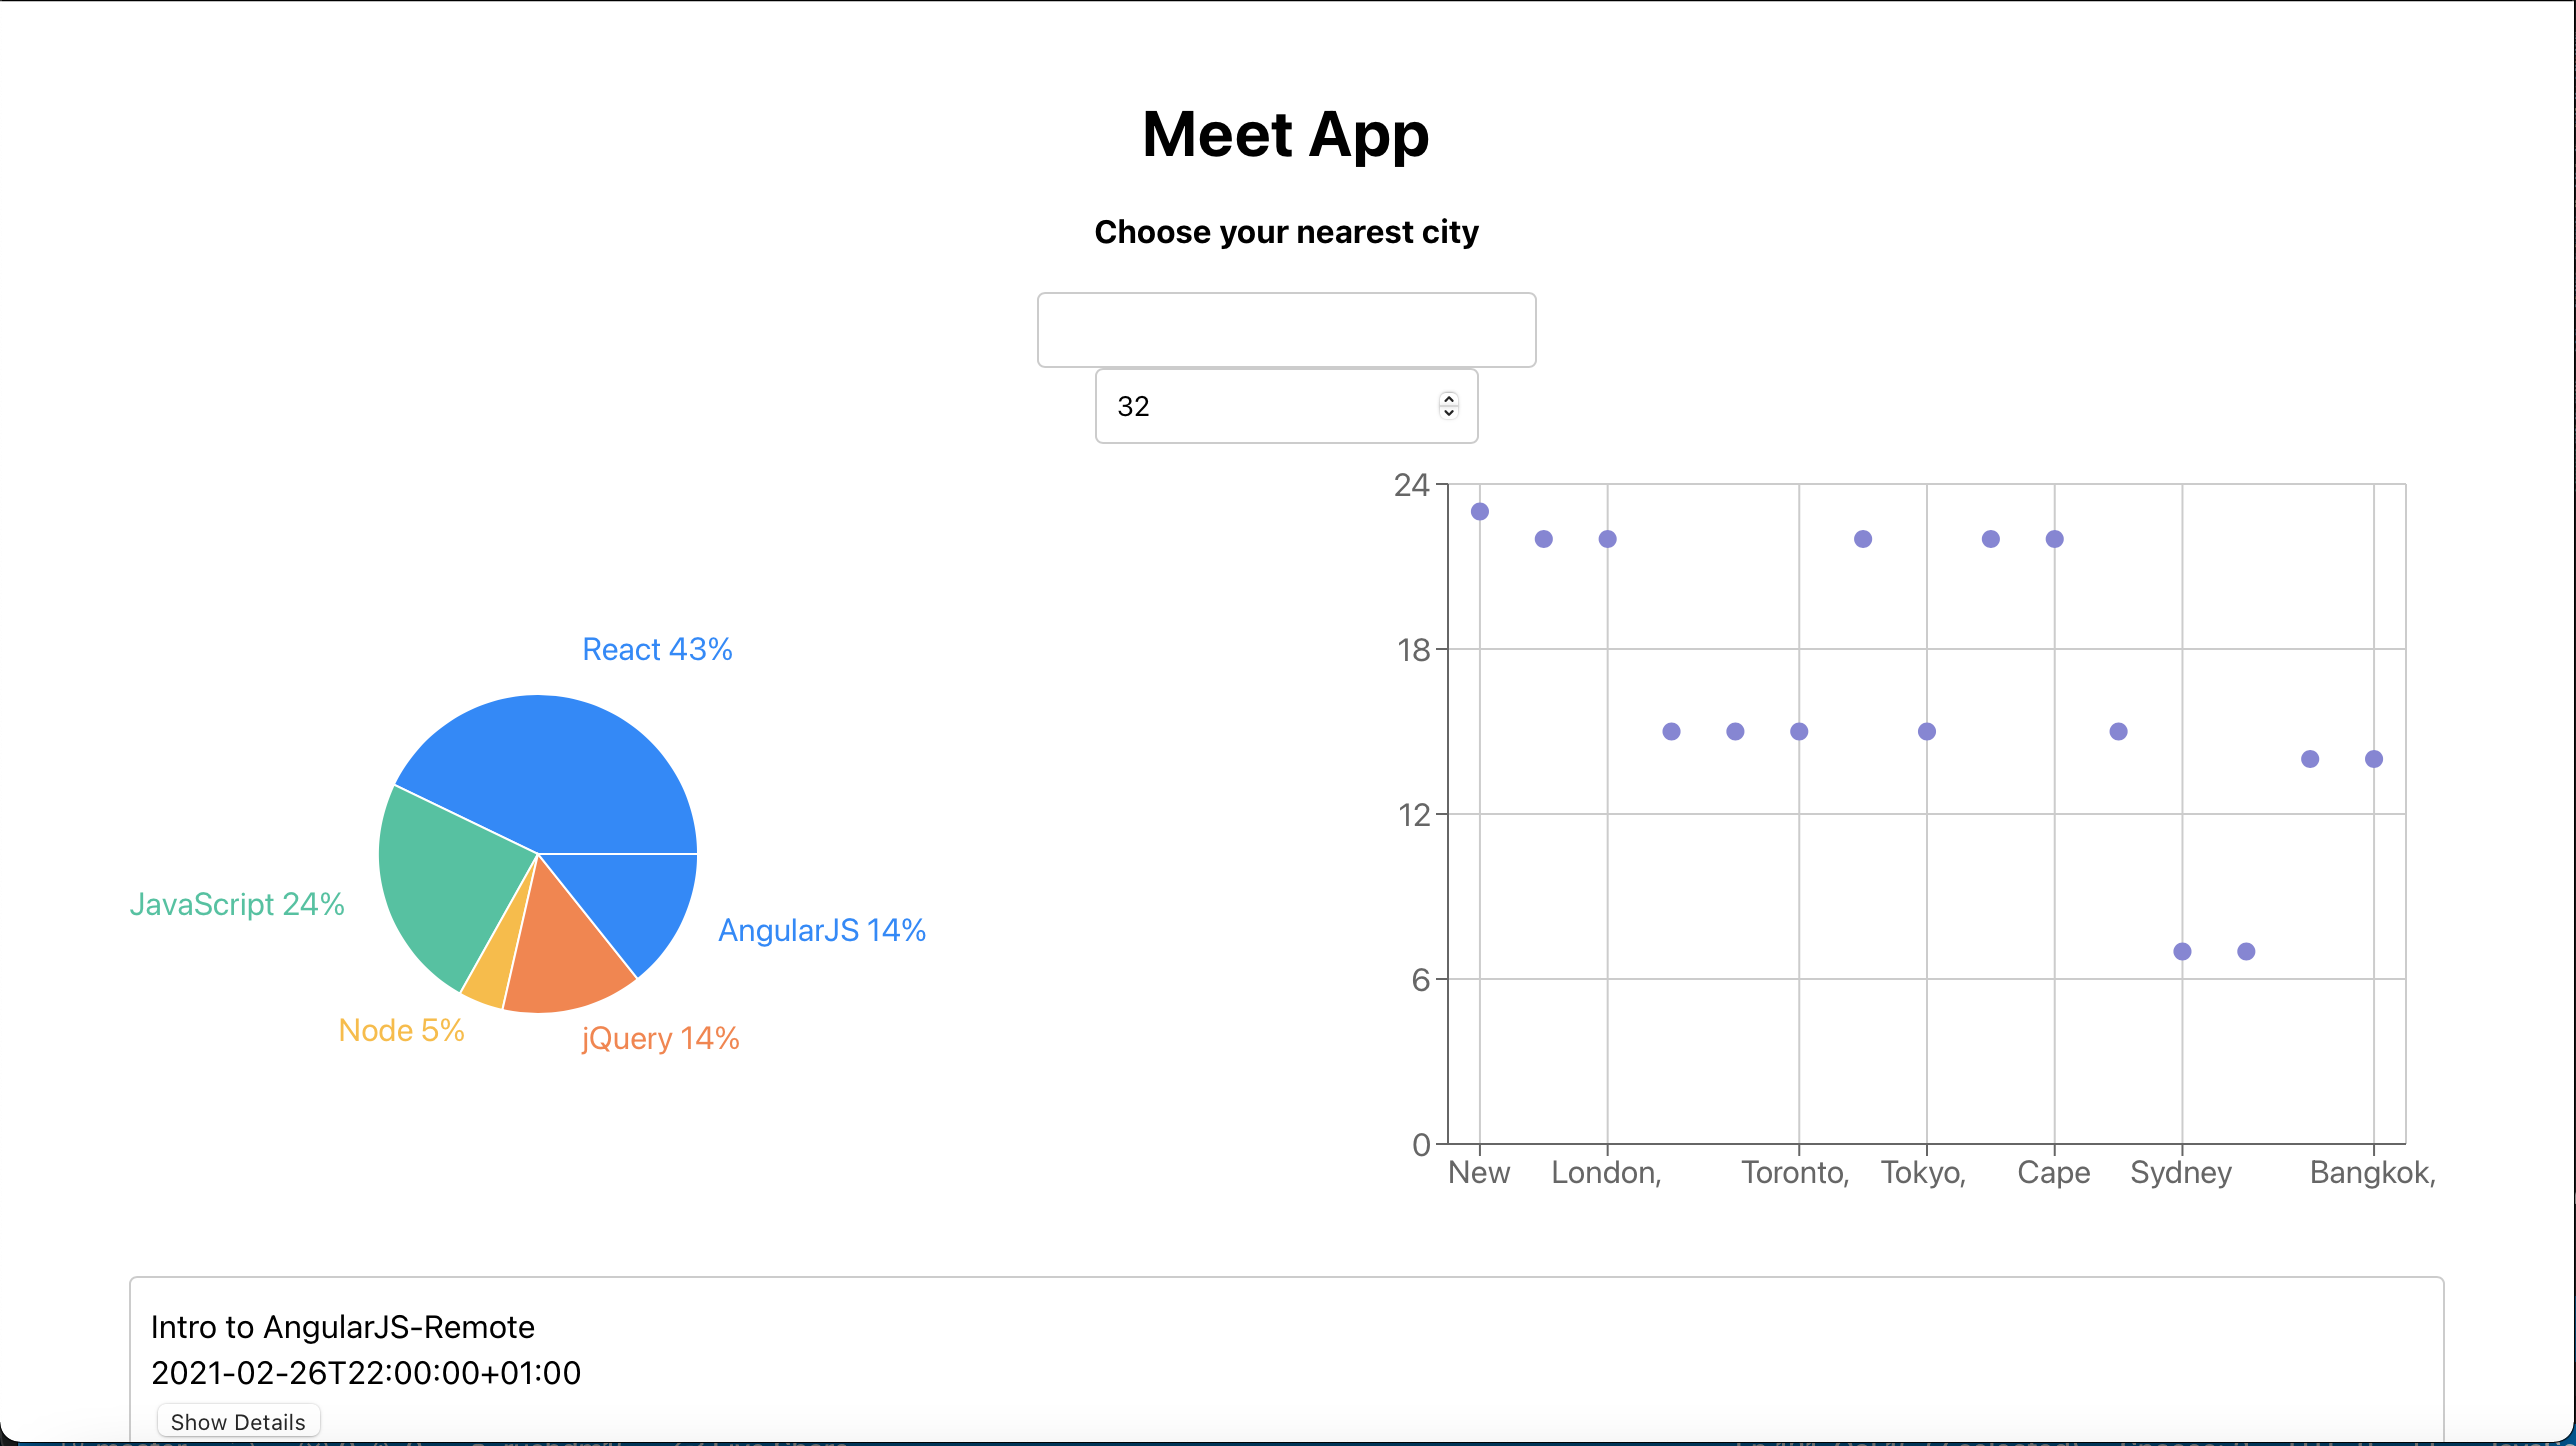 Meet App
Choose your nearest city
32
React 43%
JavaScript 24%
AngularJS 14%
Node 5%
jQuery 14%
24
18
12
6
0
New London, Toronto, Tokyo, Cape Sydney Bangkok,
Intro to AngularJS-Remote
2021-02-26T22:00:00+01:00
Show Details